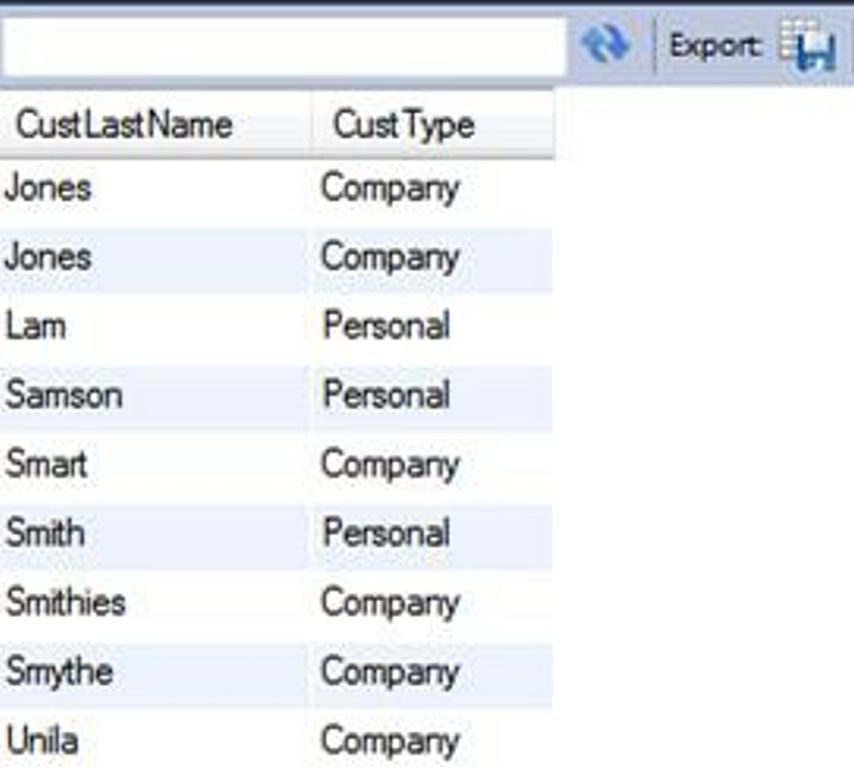 Export:
CustLastName CustType
Jones Company
Jones Company
Lam Personal
Samson Personal
Smart Company
Smith Personal
Smithies Company
Smythe Company
Unila Company